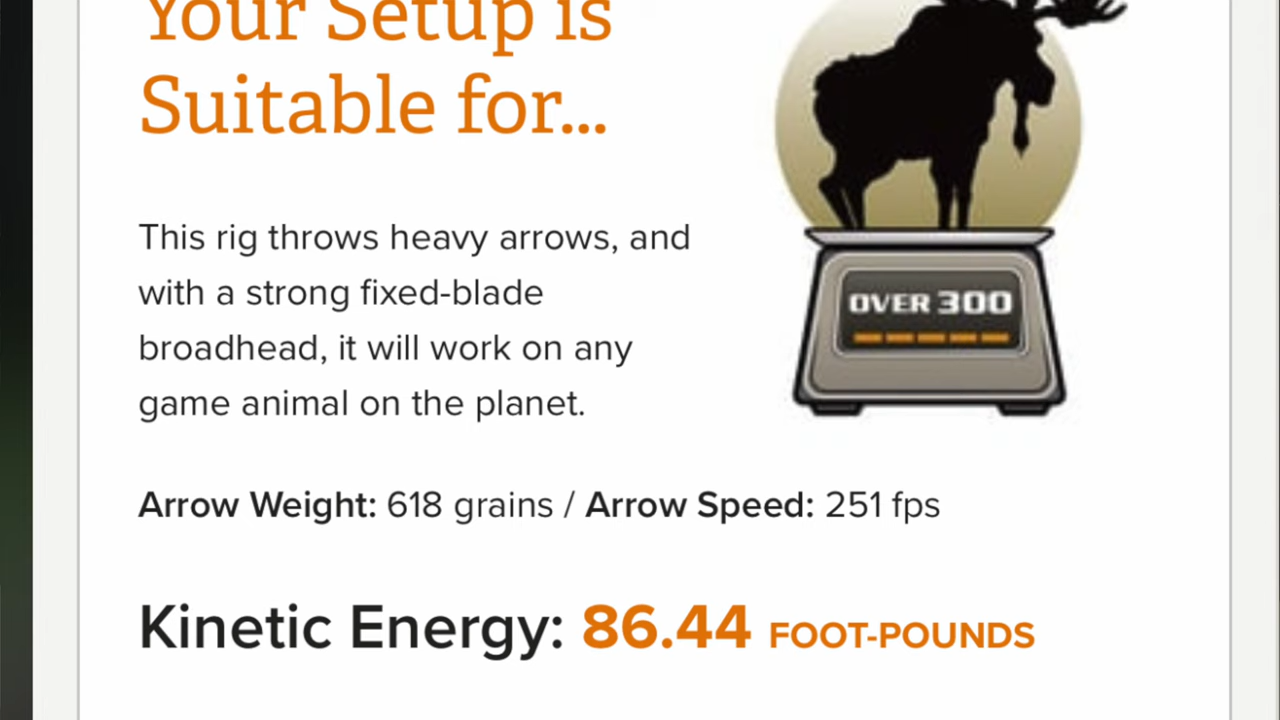 Your Setup is
Suitable for...
This rig throws heavy arrows, and
with a strong fixed-blade
broadhead, it will work on any
game animal on the planet.
OVER 300
Arrow Weight: 618 grains / Arrow Speed: 251 fps
Kinetic Energy: 86.44 FOOT-POUNDS